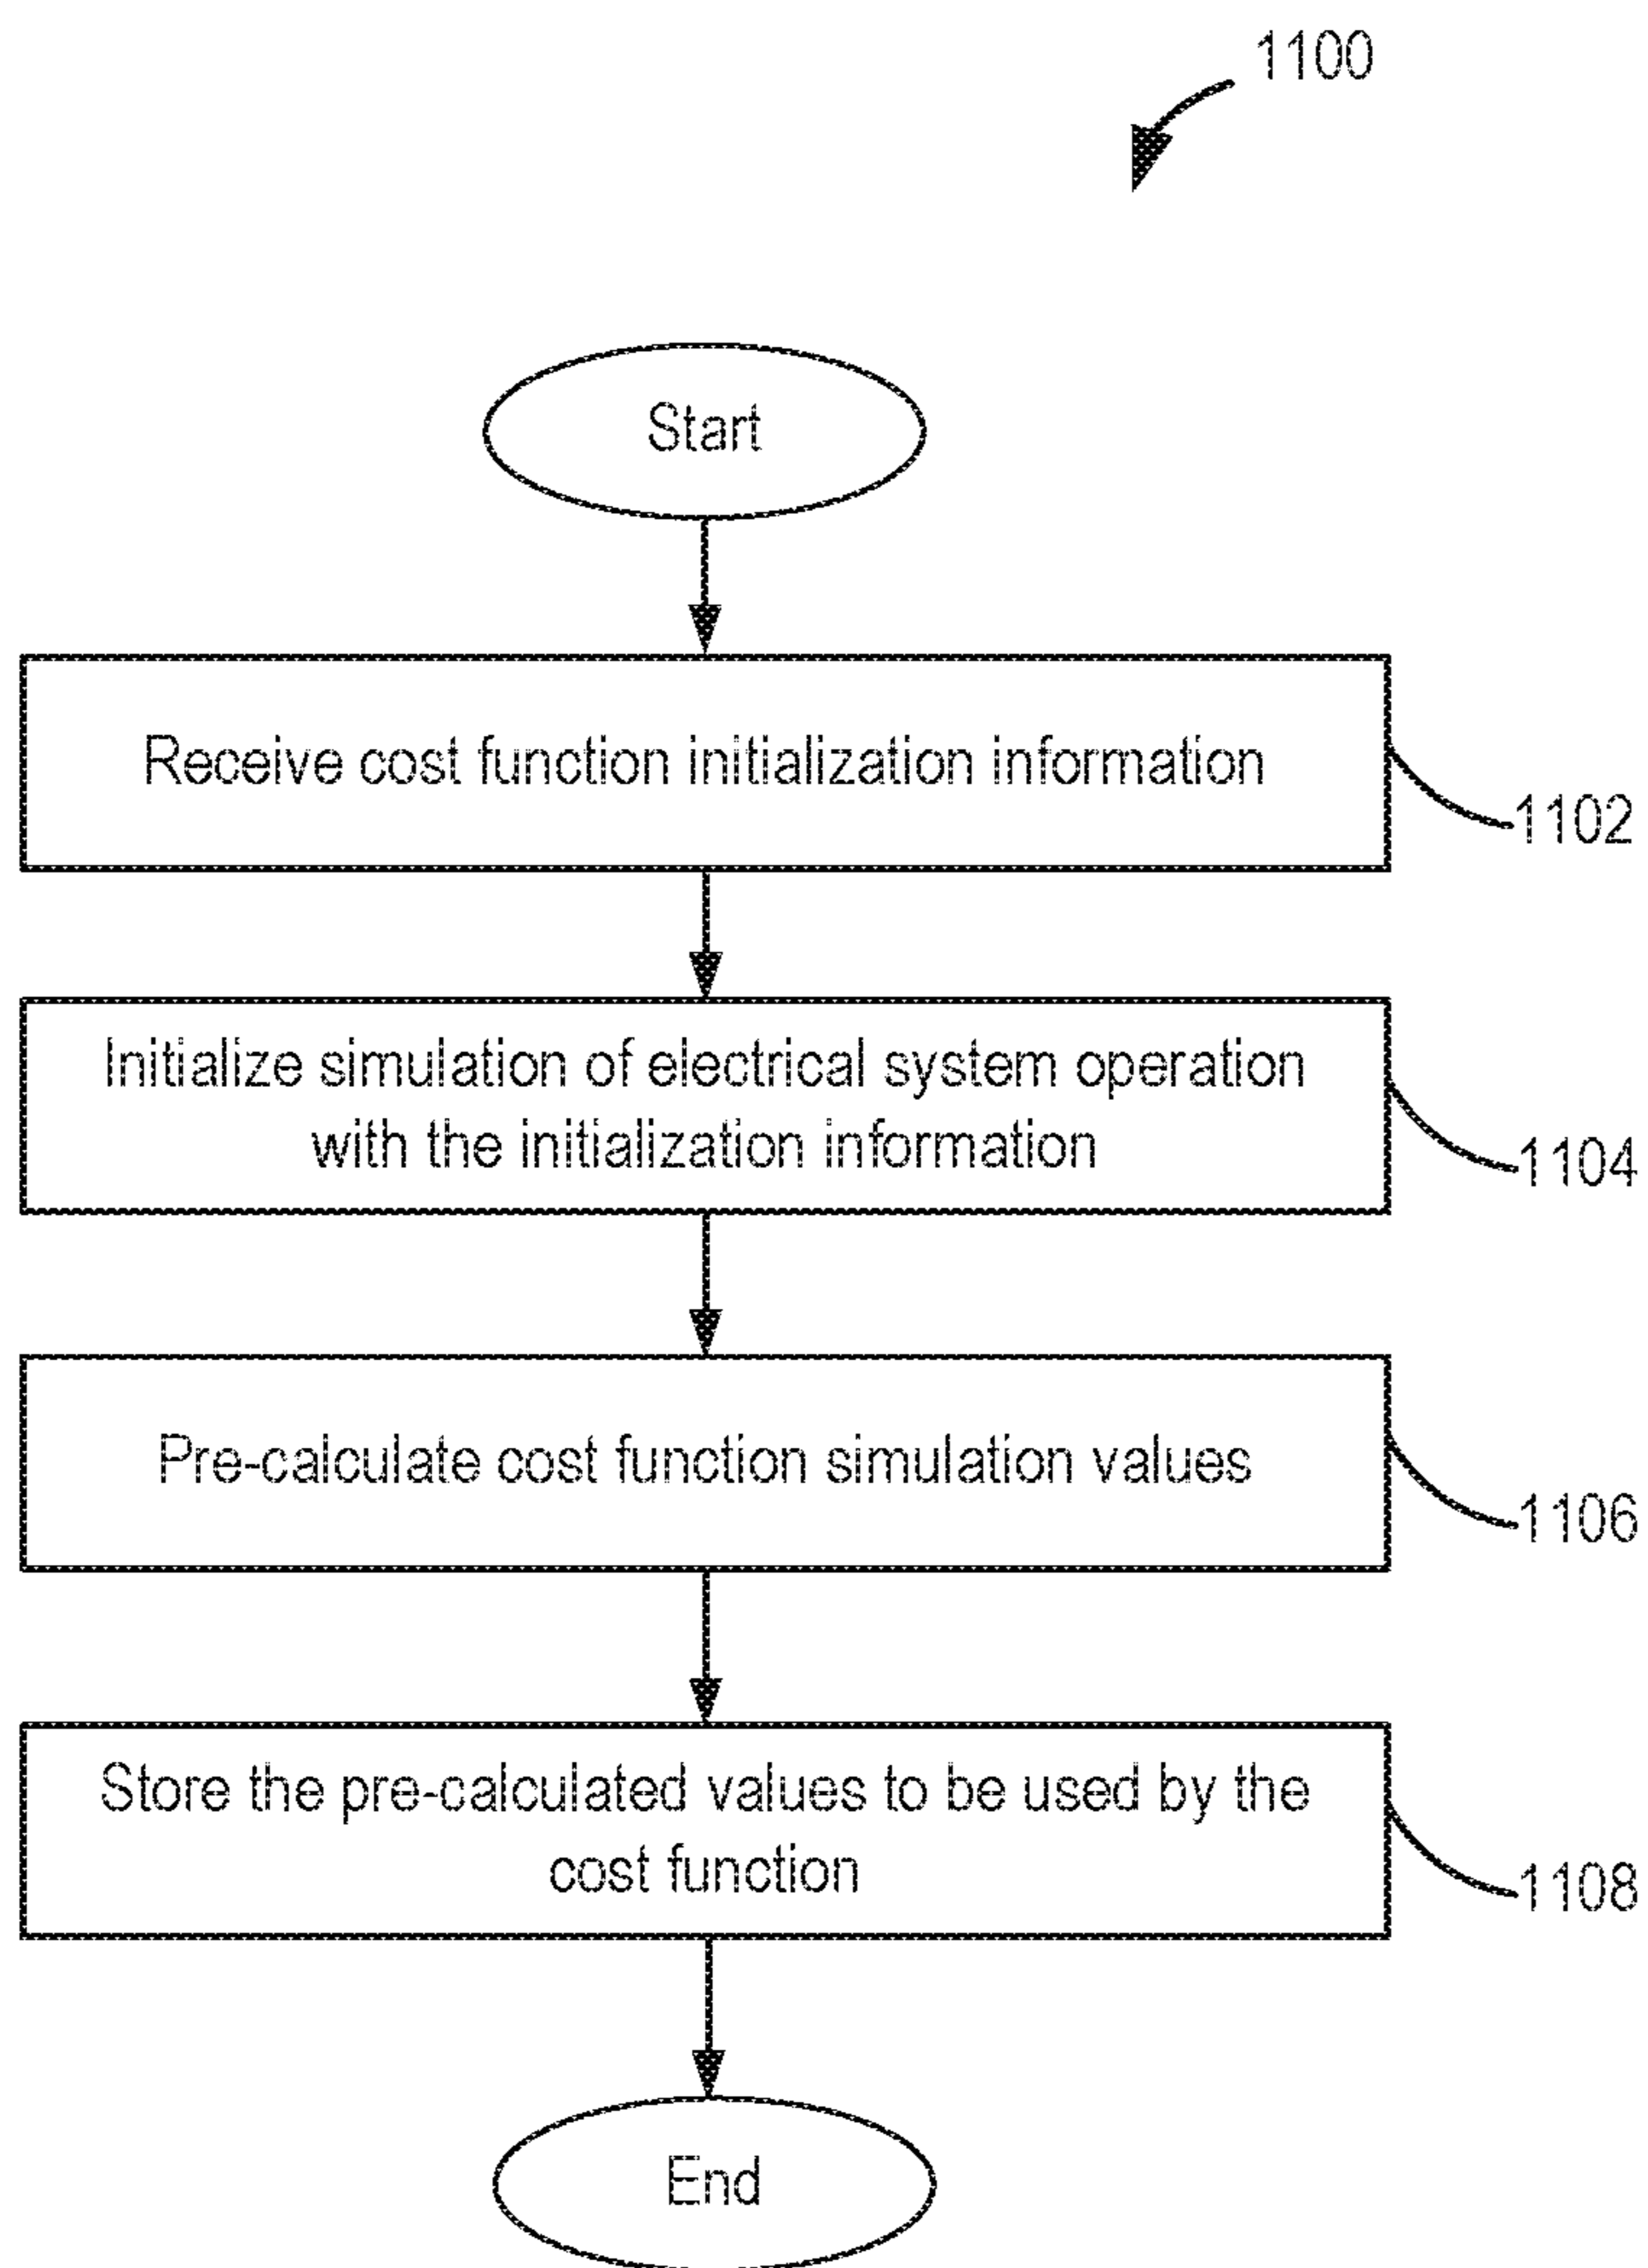 1100
Start
Receive cost function initialization information
1102
Initialize simulation of electrical system operation
with the initialization information
1104
Pre-calculate cost function simulation values
1106
Store the pre-calculated values to be used by the
cost function
1108
End